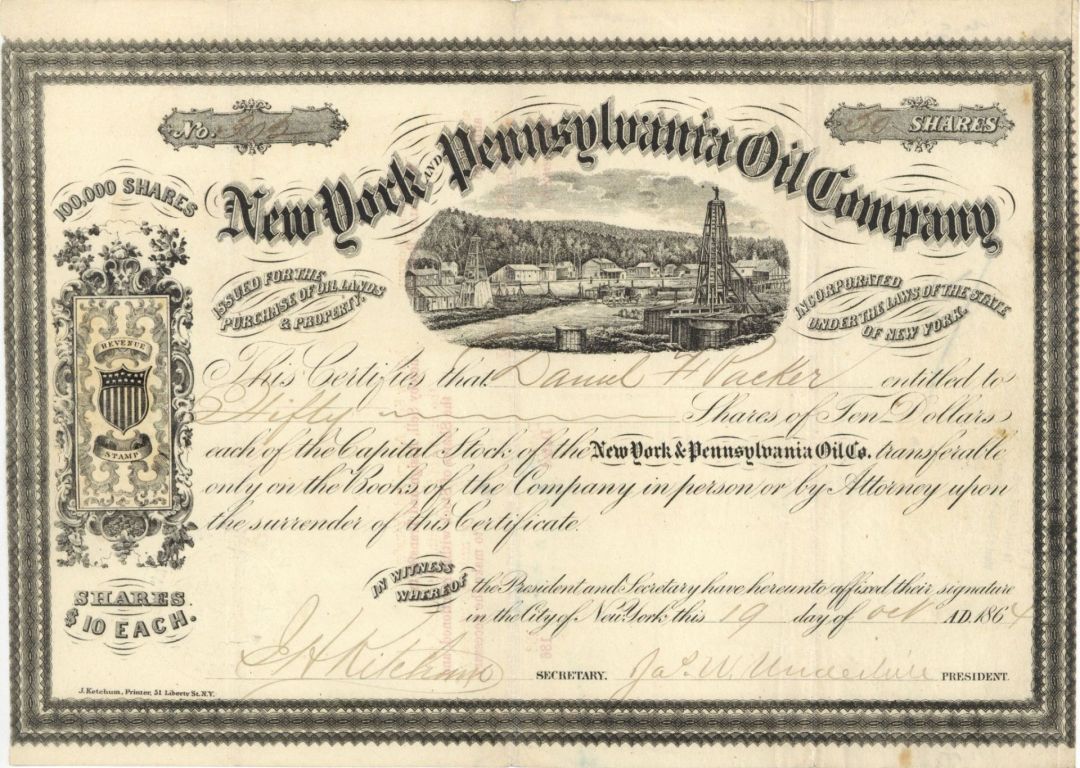 No. 302
50 SHARES
New York AND Pennsylvania Oil Company
100,000 SHARES
ISSUED FOR THE
PURCHASE OF OIL LANDS
& PROPERTY.
INCORPORATED
UNDER THE LAWS OF THE STATE
OF NEW YORK.
REVENUE
STAMP
This Certifies that Daniel H Packer entitled to
Fifty Shares of Ten Dollars
each of the Capital Stock of the New York & Pennsylvania Oil Co. transferable
only on the Books of the Company in person or by Attorney upon
the surrender of this Certificate.
IN WITNESS
WHEREOF the President and Secretary have hereunto affixed their signature
in the City of New York this 19 day of Oct AD. 1864
SHARES
$10 EACH.
J H Ketcham SECRETARY. Jas. W. Underhill PRESIDENT.
J. Ketchum, Printer, 51 Liberty St. N.Y.